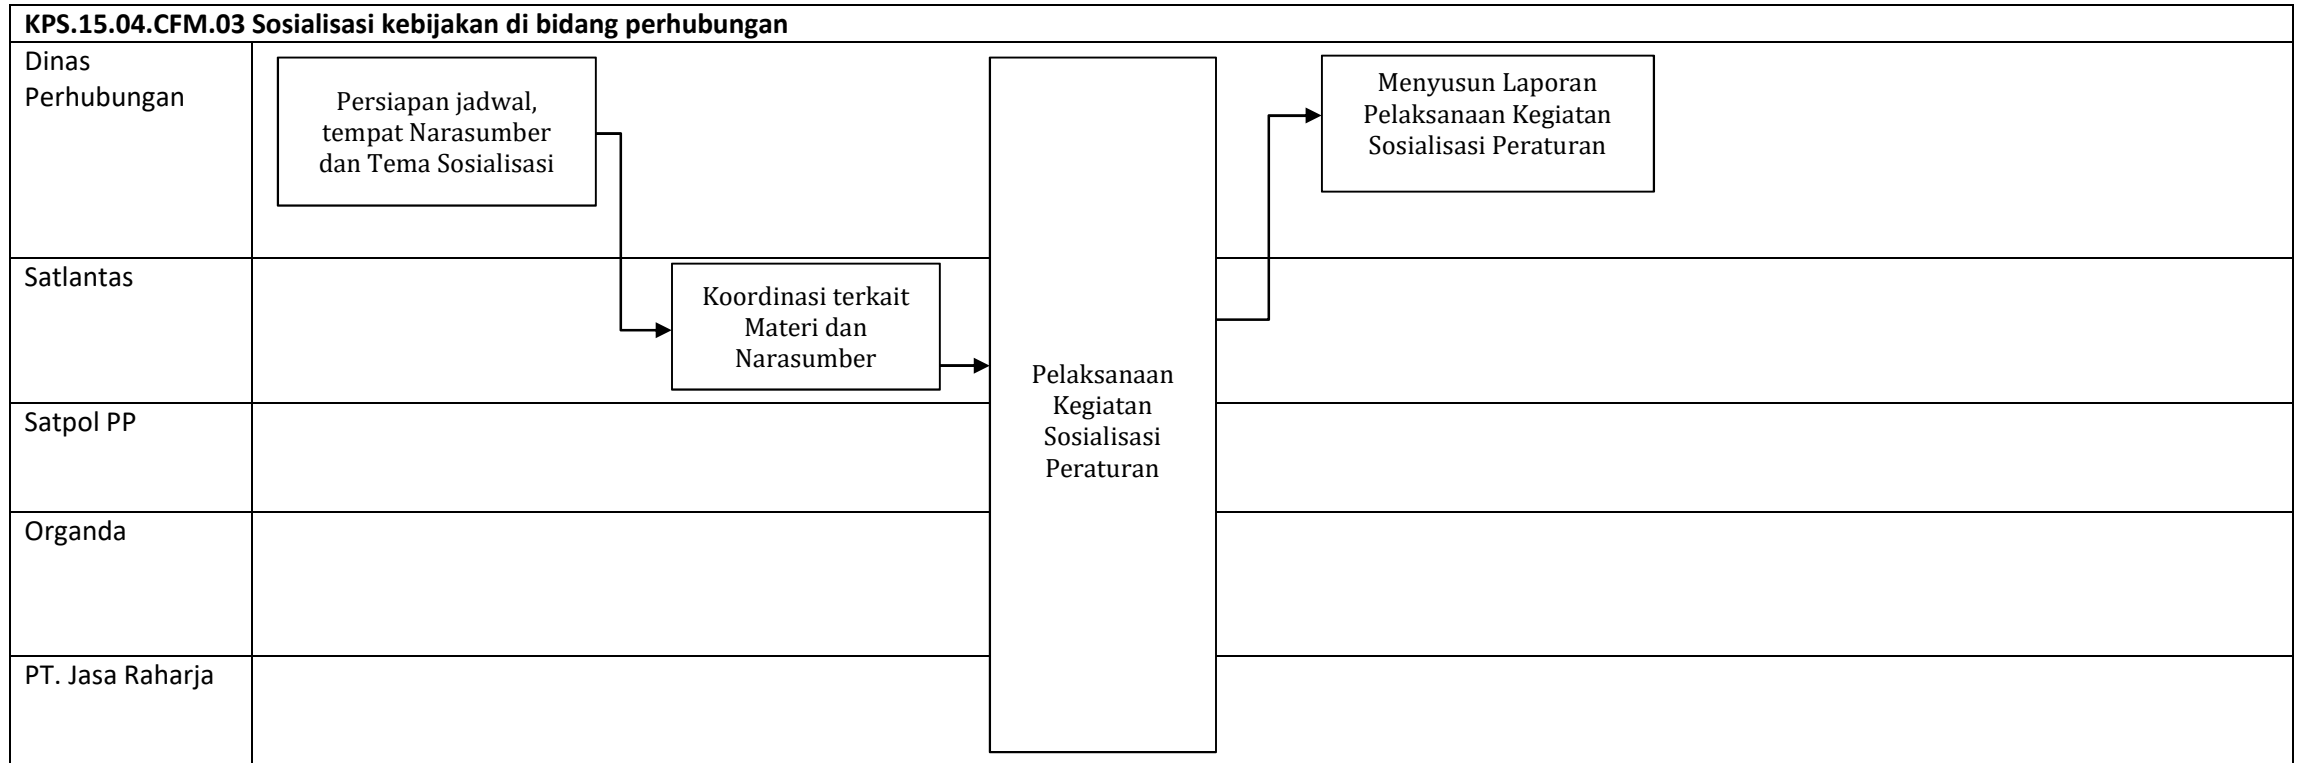 KPS.15.04.CFM.03 Sosialisasi kebijakan di bidang perhubungan
Dinas
Perhubungan
Persiapan jadwal,
tempat Narasumber
dan Tema Sosialisasi
Menyusun Laporan
Pelaksanaan Kegiatan
Sosialisasi Peraturan
Satlantas
Koordinasi terkait
Materi dan
Narasumber
Pelaksanaan
Kegiatan
Sosialisasi
Peraturan
Satpol PP
Organda
PT. Jasa Raharja